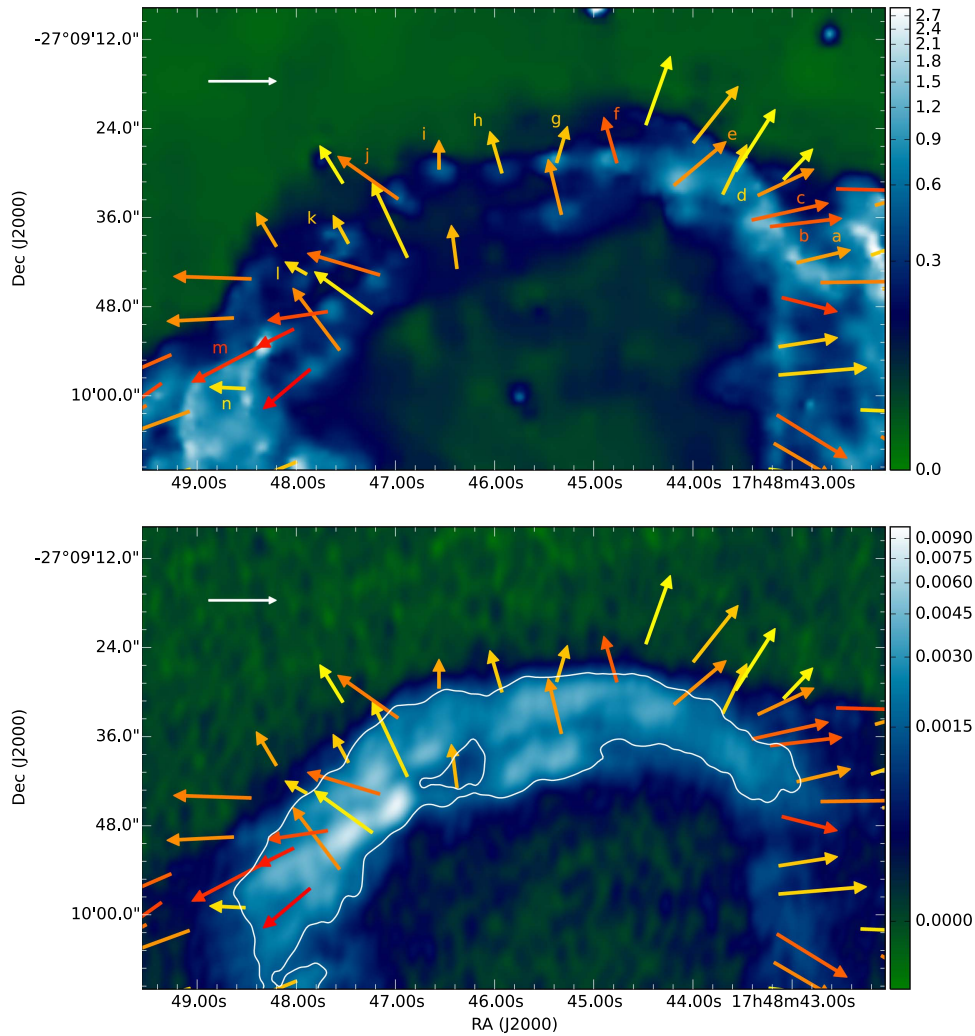 -27°09'12.0"
24.0"
36.0"
48.0"
10'00.0"
Dec (J2000)
a
b
c
d
e
f
g
h
i
j
k
l
m
n
49.00s 48.00s 47.00s 46.00s 45.00s 44.00s 17h48m43.00s
2.7
2.4
2.1
1.8
1.5
1.2
0.9
0.6
0.3
0.0
-27°09'12.0"
24.0"
36.0"
48.0"
10'00.0"
Dec (J2000)
49.00s 48.00s 47.00s 46.00s 45.00s 44.00s 17h48m43.00s
RA (J2000)
0.0090
0.0075
0.0060
0.0045
0.0030
0.0015
0.0000